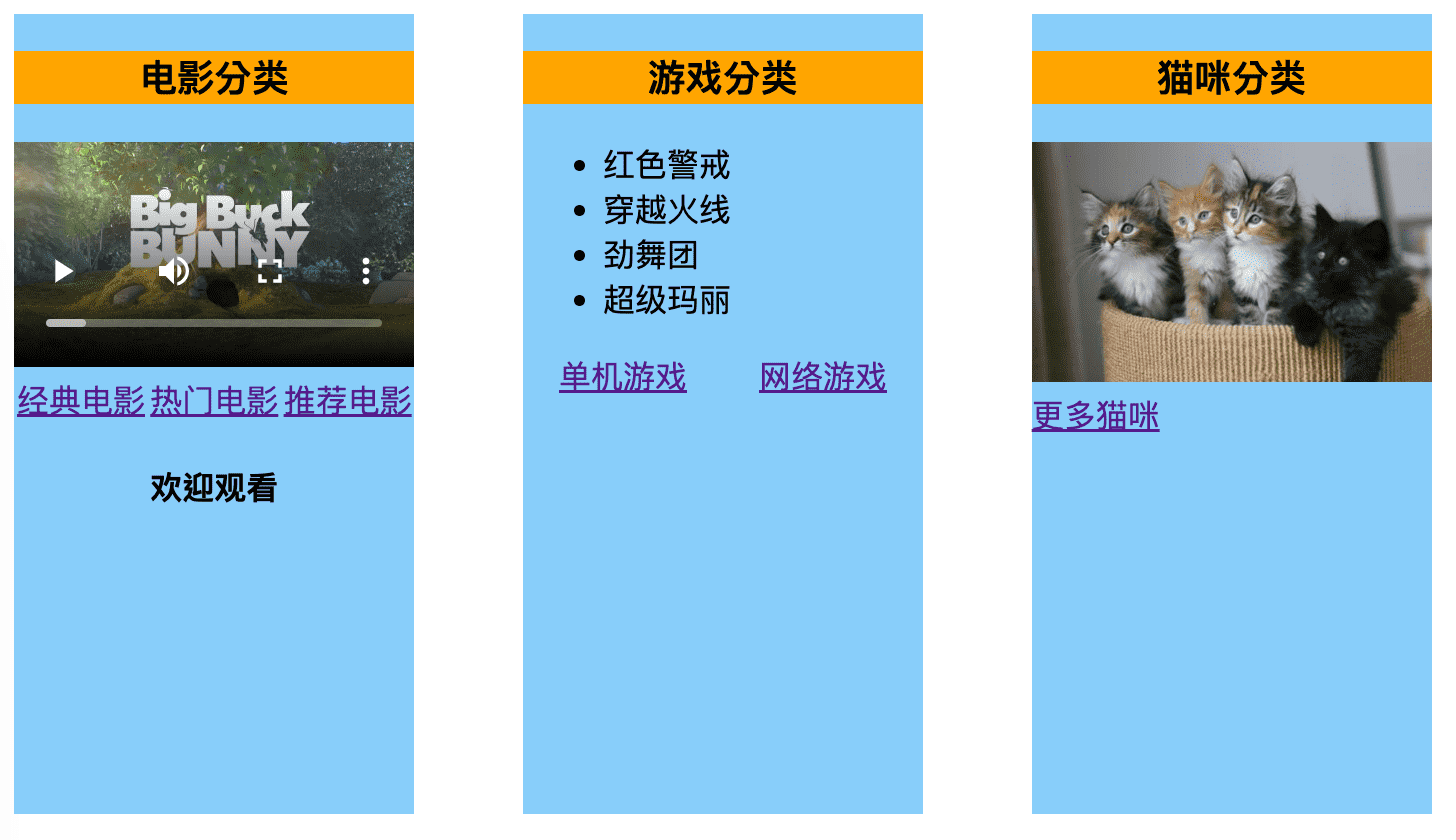 电影分类
Big Buck
BUNNY
经典电影 热门电影 推荐电影
欢迎观看
游戏分类
红色警戒
穿越火线
劲舞团
超级玛丽
单机游戏 网络游戏
猫咪分类
更多猫咪